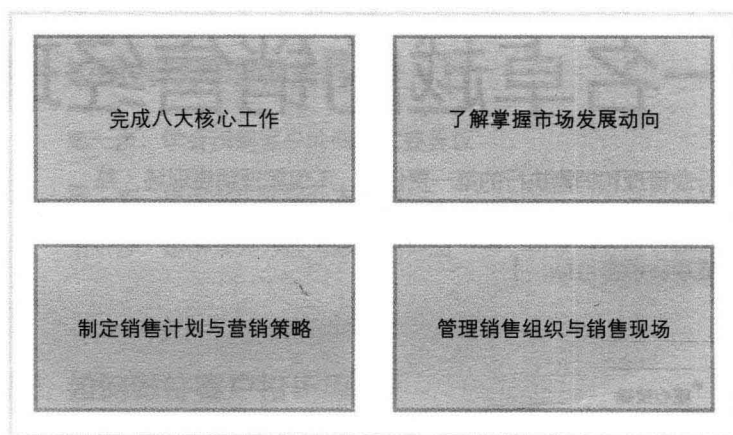 完成八大核心工作
了解掌握市场发展动向
制定销售计划与营销策略
管理销售组织与销售现场